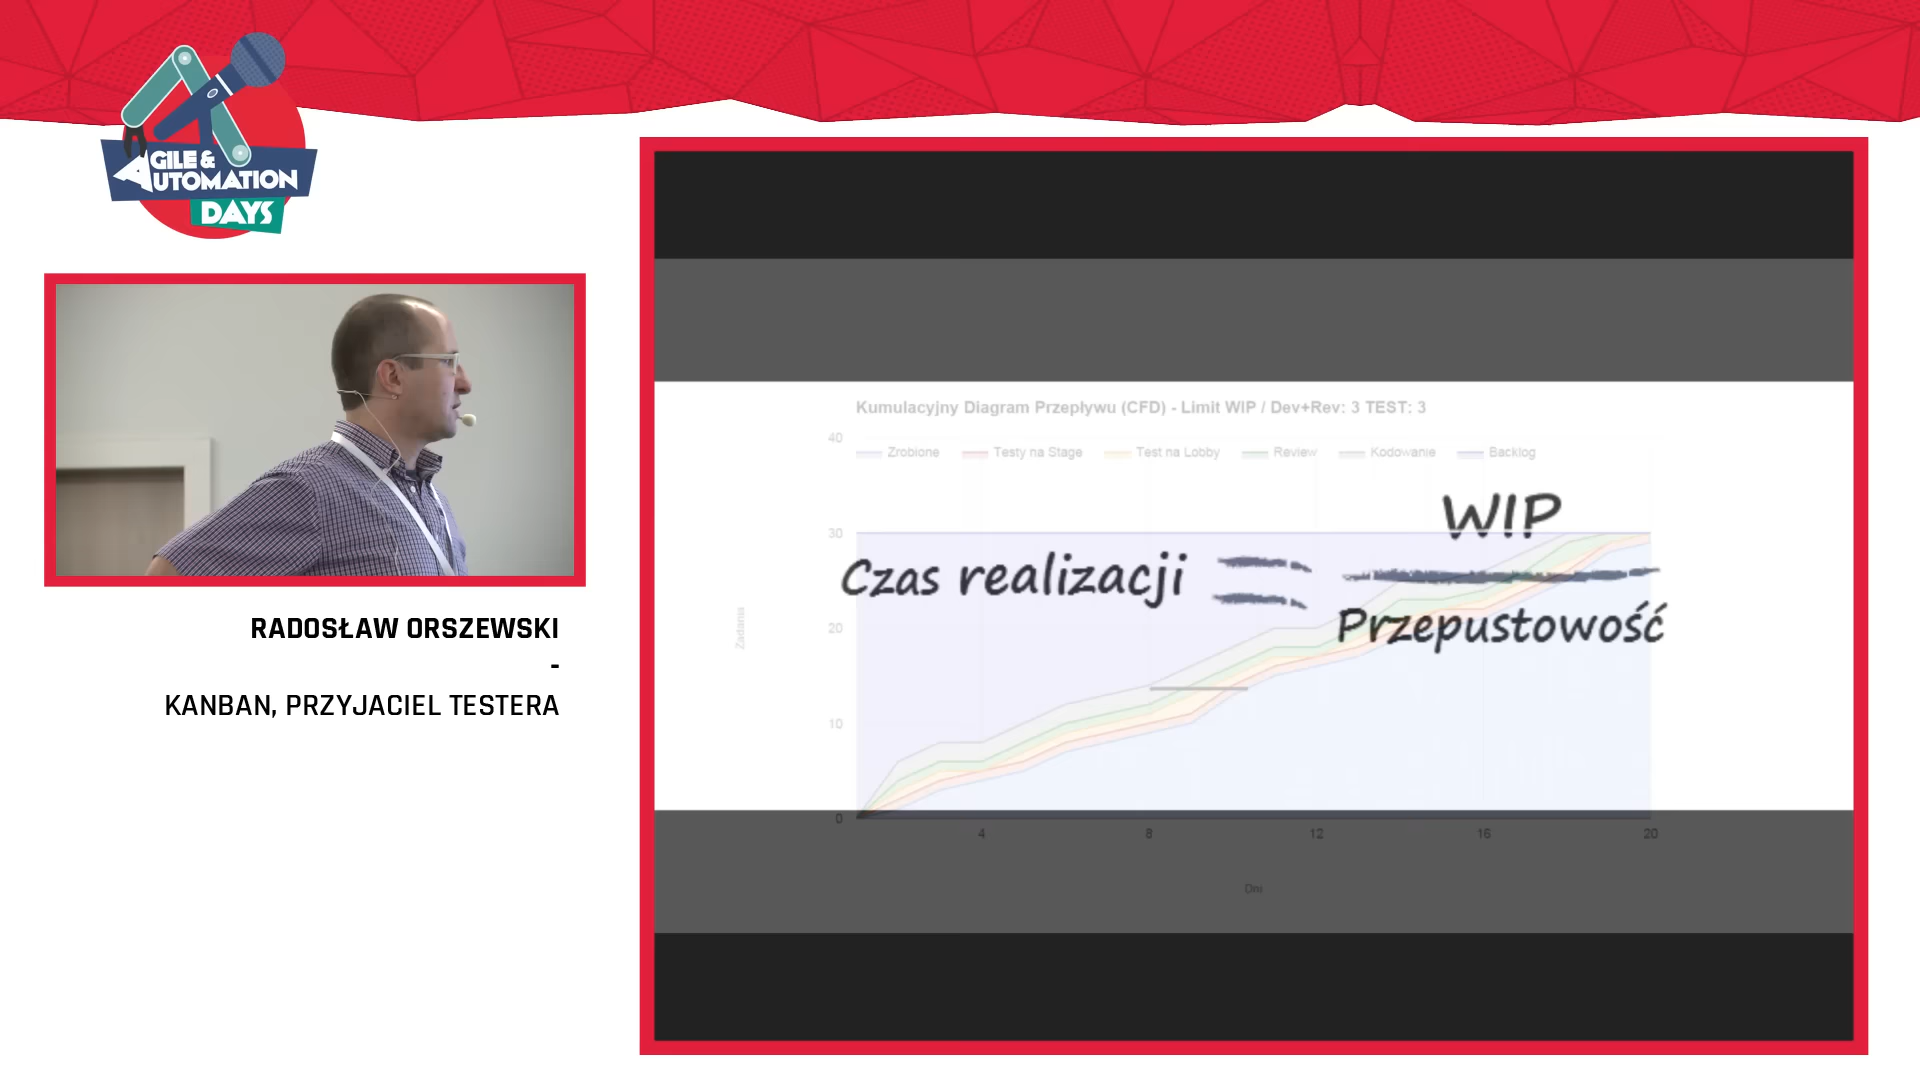 AGILE &
AUTOMATION
DAYS
RADOSŁAW ORSZEWSKI
-
KANBAN, PRZYJACIEL TESTERA
Kumulacyjny Diagram Przepływu (CFD) - Limit WIP / Dev+Rev: 3 TEST: 3
Zrobione Testy na Stage Test na Lobby Review Kodowanie Backlog
40
30
20
10
0
Zadania
4 8 12 16 20
Dni
Czas realizacji = WIP
Przepustowość